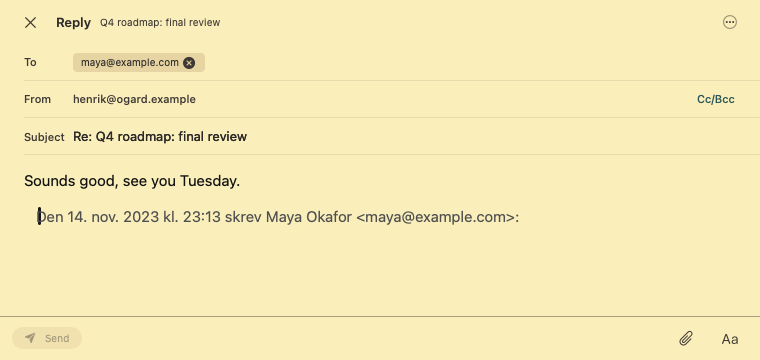 Reply Q4 roadmap: final review
To maya@example.com
From henrik@ogard.example Cc/Bcc
Subject Re: Q4 roadmap: final review
Sounds good, see you Tuesday.
Den 14. nov. 2023 kl. 23:13 skrev Maya Okafor <maya@example.com>:
Send Aa